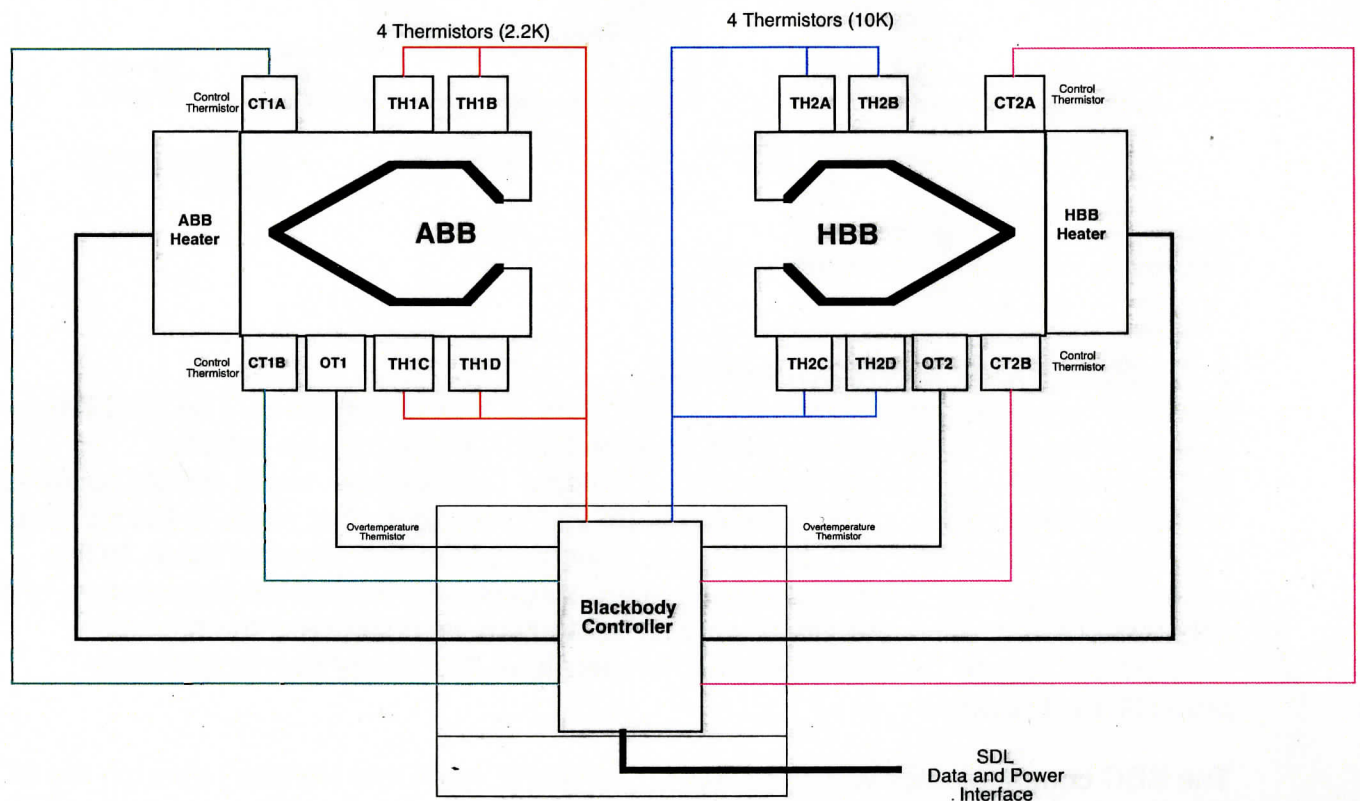 4 Thermistors (2.2K)
4 Thermistors (10K)
Control
Thermistor
CT1A
TH1A
TH1B
TH2A
TH2B
CT2A
Control
Thermistor
ABB
Heater
ABB
HBB
HBB
Heater
Control
Thermistor
CT1B
OT1
TH1C
TH1D
TH2C
TH2D
OT2
CT2B
Control
Thermistor
Overtemperature
Thermistor
Overtemperature
Thermistor
Blackbody
Controller
SDL
Data and Power
Interface